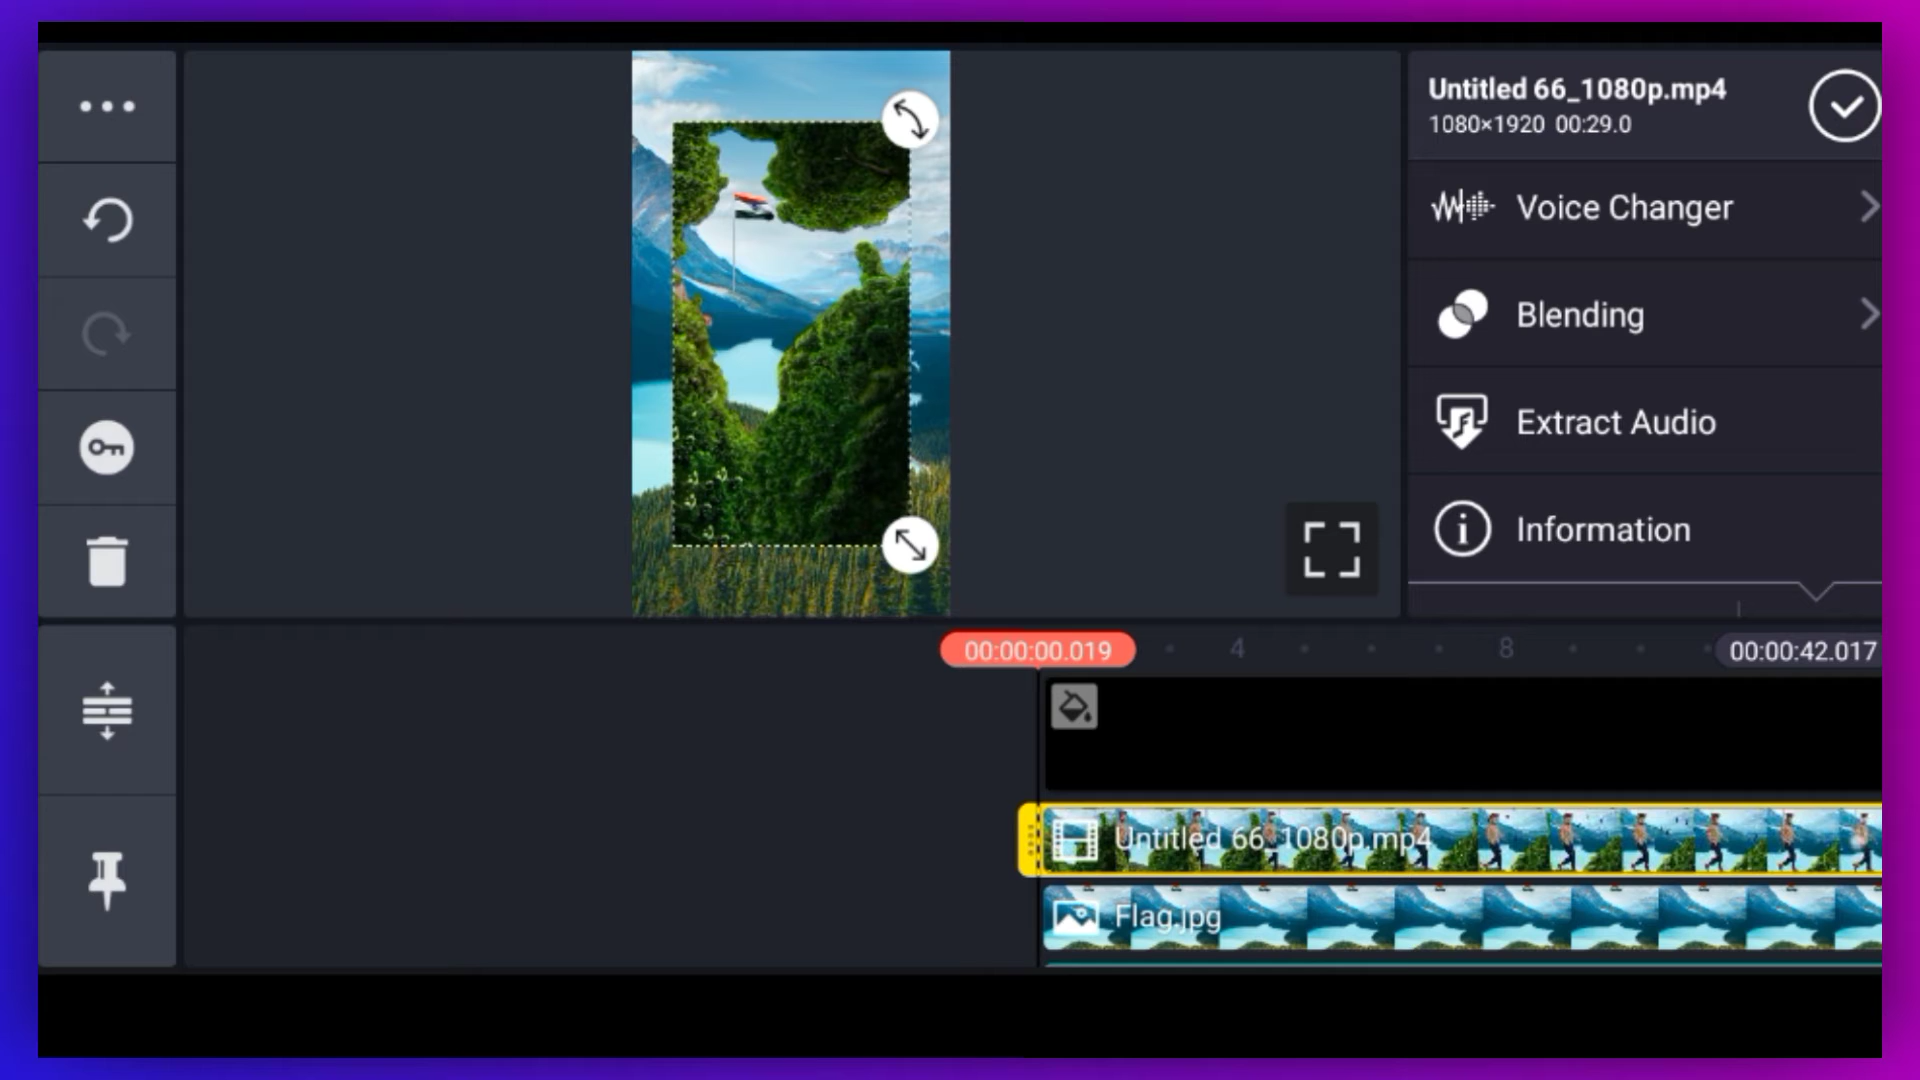 Untitled 66_1080p.mp4
1080×1920 00:29.0
Voice Changer
Blending
Extract Audio
Information
00:00:00.019
4
8
00:00:42.017
Untitled 66_1080p.mp4
Flag.jpg